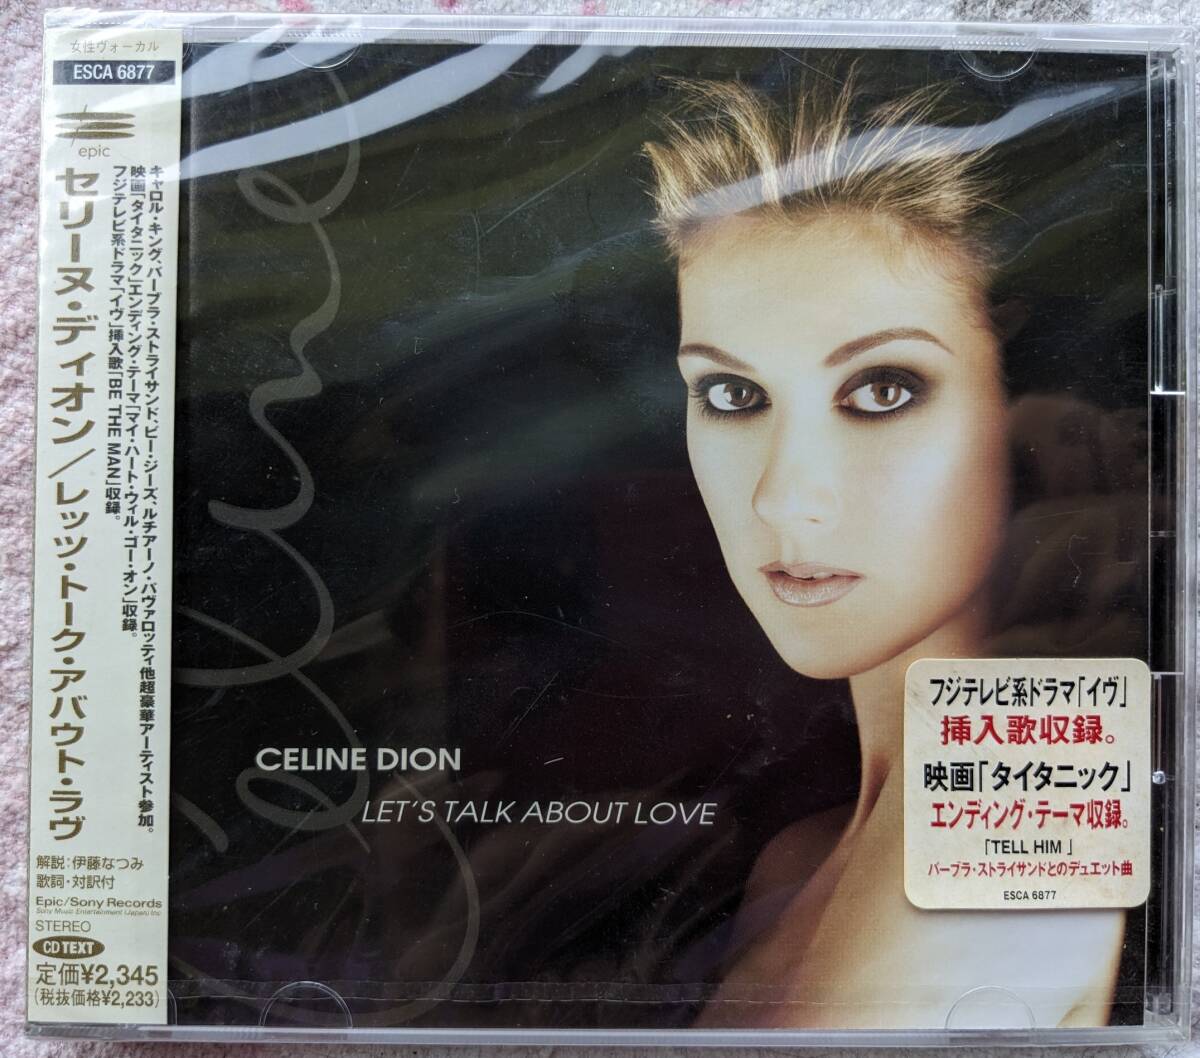 女性ヴォーカル
ESCA 6877
epic
キャロル・キング、バーブラ・ストライサンド、ビー・ジーズ、ルチアーノ・パヴァロッティ他超豪華アーティスト参加。
映画「タイタニック」エンディング・テーマ「マイ・ハート・ウィル・ゴー・オン」収録。
フジテレビ系ドラマ「イヴ」挿入歌「BE THE MAN」収録。
セリーヌ・ディオン/レッツ・トーク・アバウト・ラヴ
解説:伊藤なつみ
歌詞・対訳付
Epic/Sony Records
Sony Music Entertainment (Japan) Inc.
STEREO
CD TEXT
定価¥2,345
(税抜価格¥2,233)
Celine
CELINE DION
LET'S TALK ABOUT LOVE
フジテレビ系ドラマ「イヴ」
挿入歌収録。
映画「タイタニック」
エンディング・テーマ収録。
「TELL HIM」
バーブラ・ストライサンドとのデュエット曲
ESCA 6877